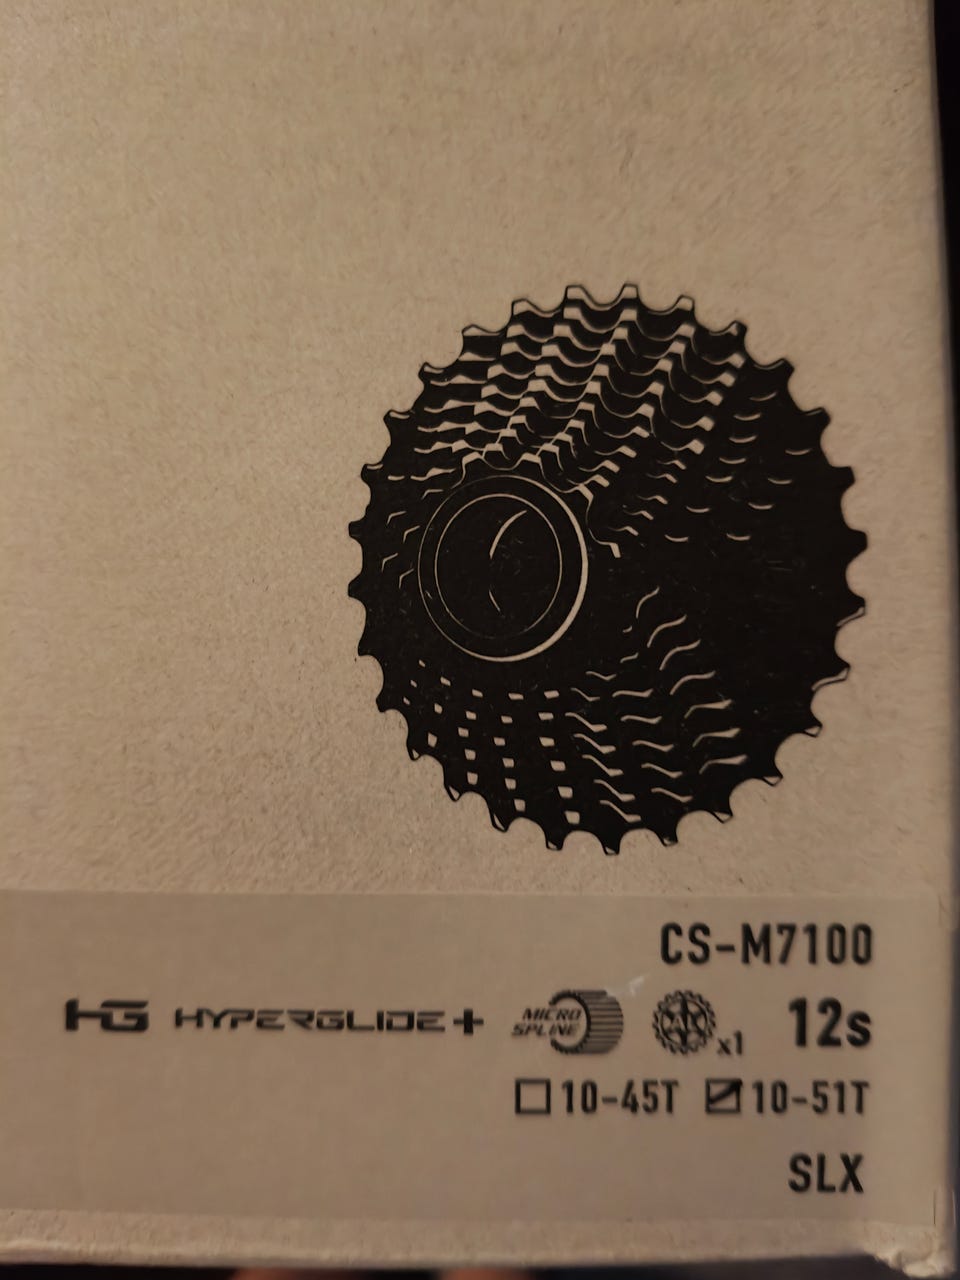 CS-M7100
HG HYPERGLIDE+ MICRO SPLINE x1 12s
10-45T 10-51T
SLX